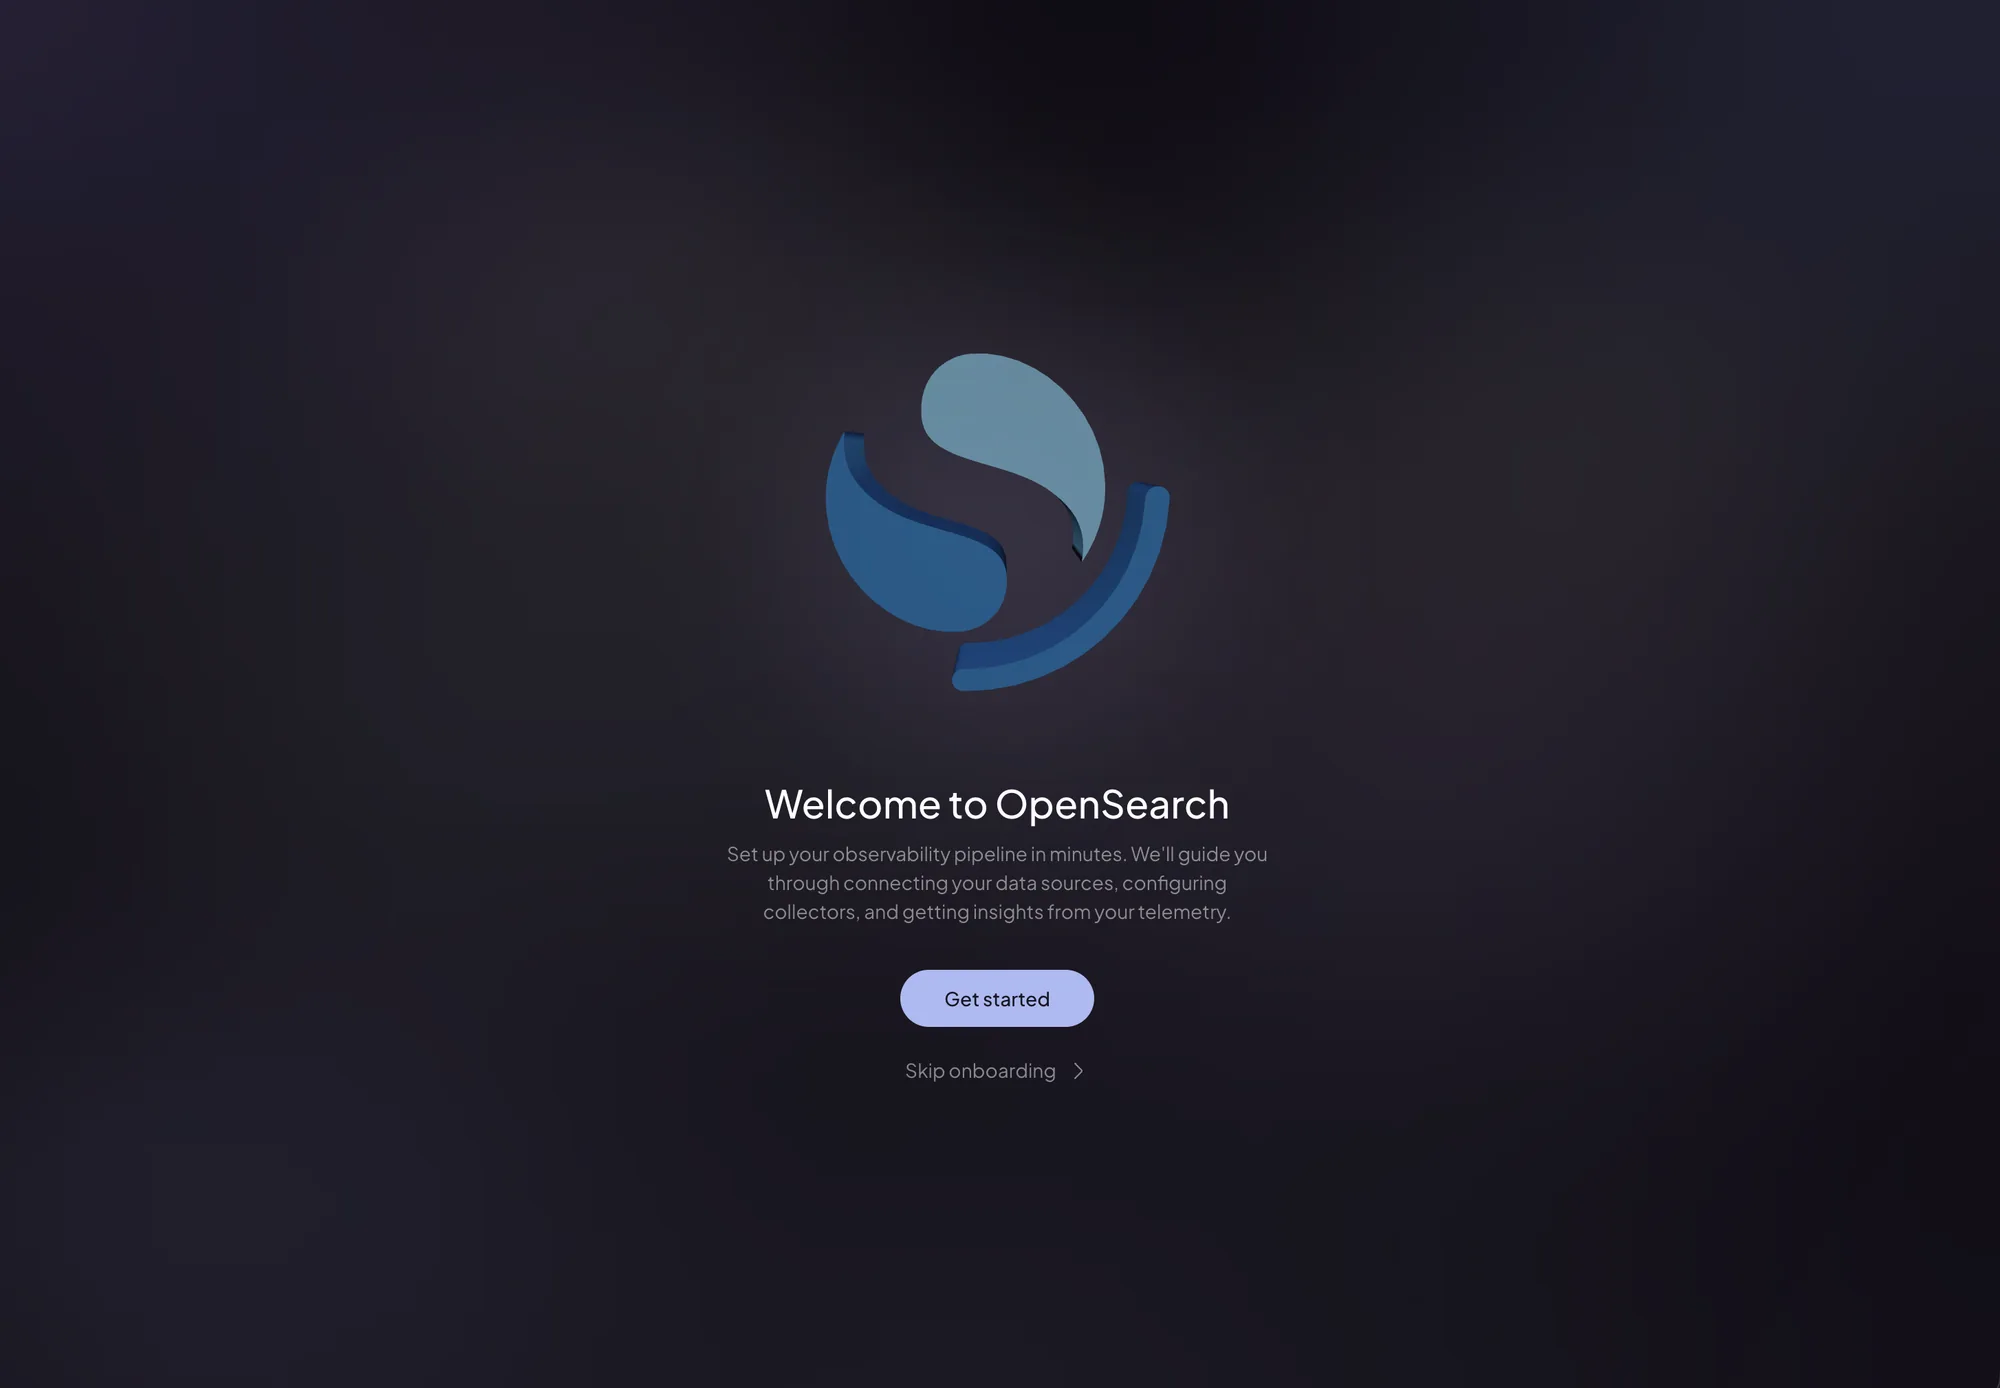 Welcome to OpenSearch
Set up your observability pipeline in minutes. We'll guide you
through connecting your data sources, configuring
collectors, and getting insights from your telemetry.
Get started
Skip onboarding